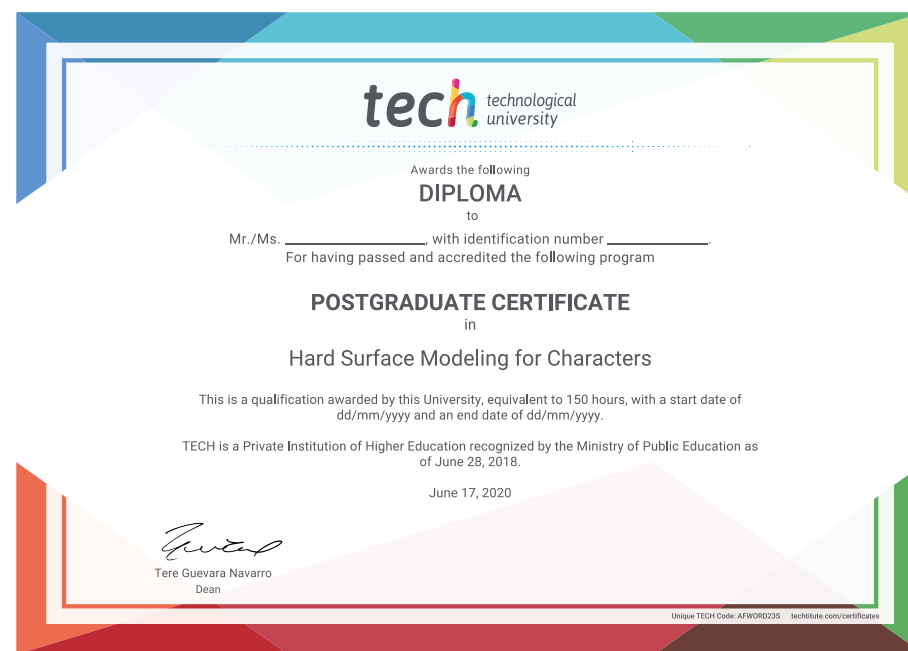 tech technological
university
Awards the following
DIPLOMA
to
Mr./Ms. ____________________, with identification number ______________.
For having passed and accredited the following program
POSTGRADUATE CERTIFICATE
in
Hard Surface Modeling for Characters
This is a qualification awarded by this University, equivalent to 150 hours, with a start date of
dd/mm/yyyy and an end date of dd/mm/yyyy.
TECH is a Private Institution of Higher Education recognized by the Ministry of Public Education as
of June 28, 2018.
June 17, 2020
Tere Guevara Navarro
Dean
Unique TECH Code: AFWORD23S techtitute.com/certificates